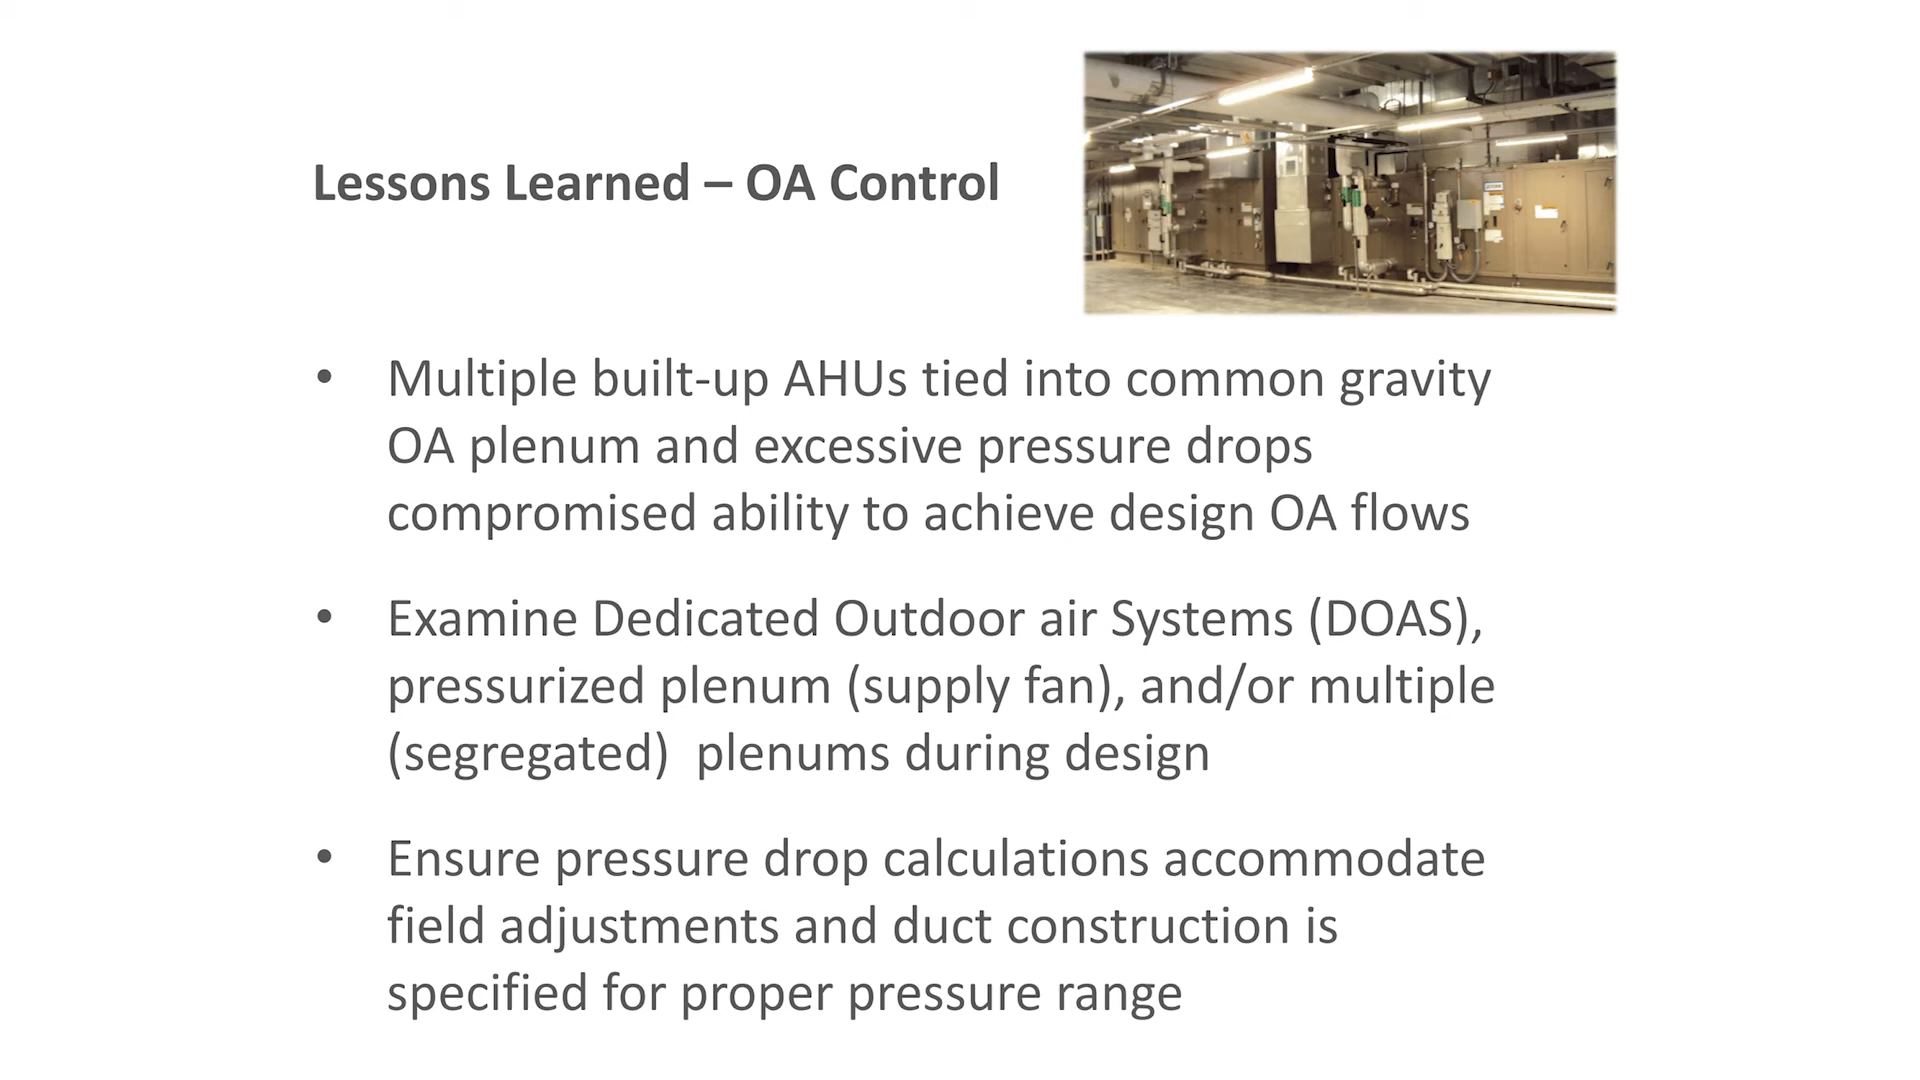 Lessons Learned – OA Control
• Multiple built-up AHUs tied into common gravity
OA plenum and excessive pressure drops
compromised ability to achieve design OA flows
• Examine Dedicated Outdoor air Systems (DOAS),
pressurized plenum (supply fan), and/or multiple
(segregated)  plenums during design
• Ensure pressure drop calculations accommodate
field adjustments and duct construction is
specified for proper pressure range